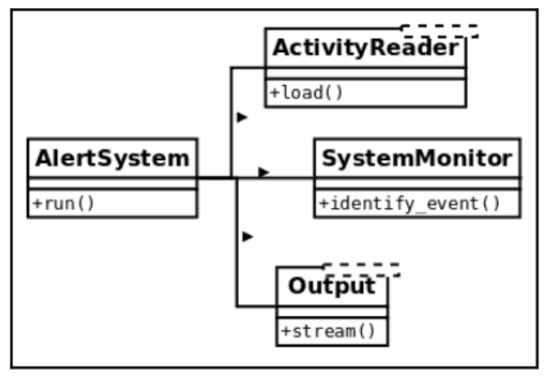 ActivityReader
+load()
AlertSystem
+run()
SystemMonitor
+identify_event()
Output
+stream()